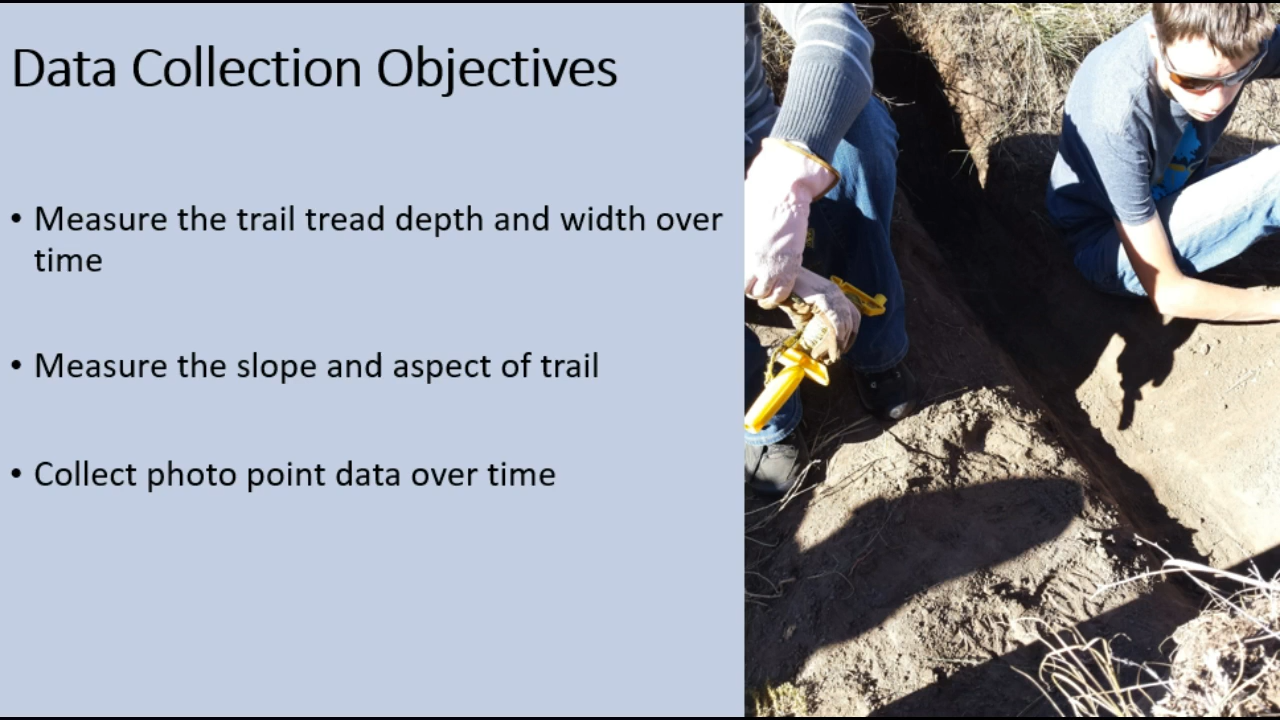 Data Collection Objectives
• Measure the trail tread depth and width over
time
• Measure the slope and aspect of trail
• Collect photo point data over time